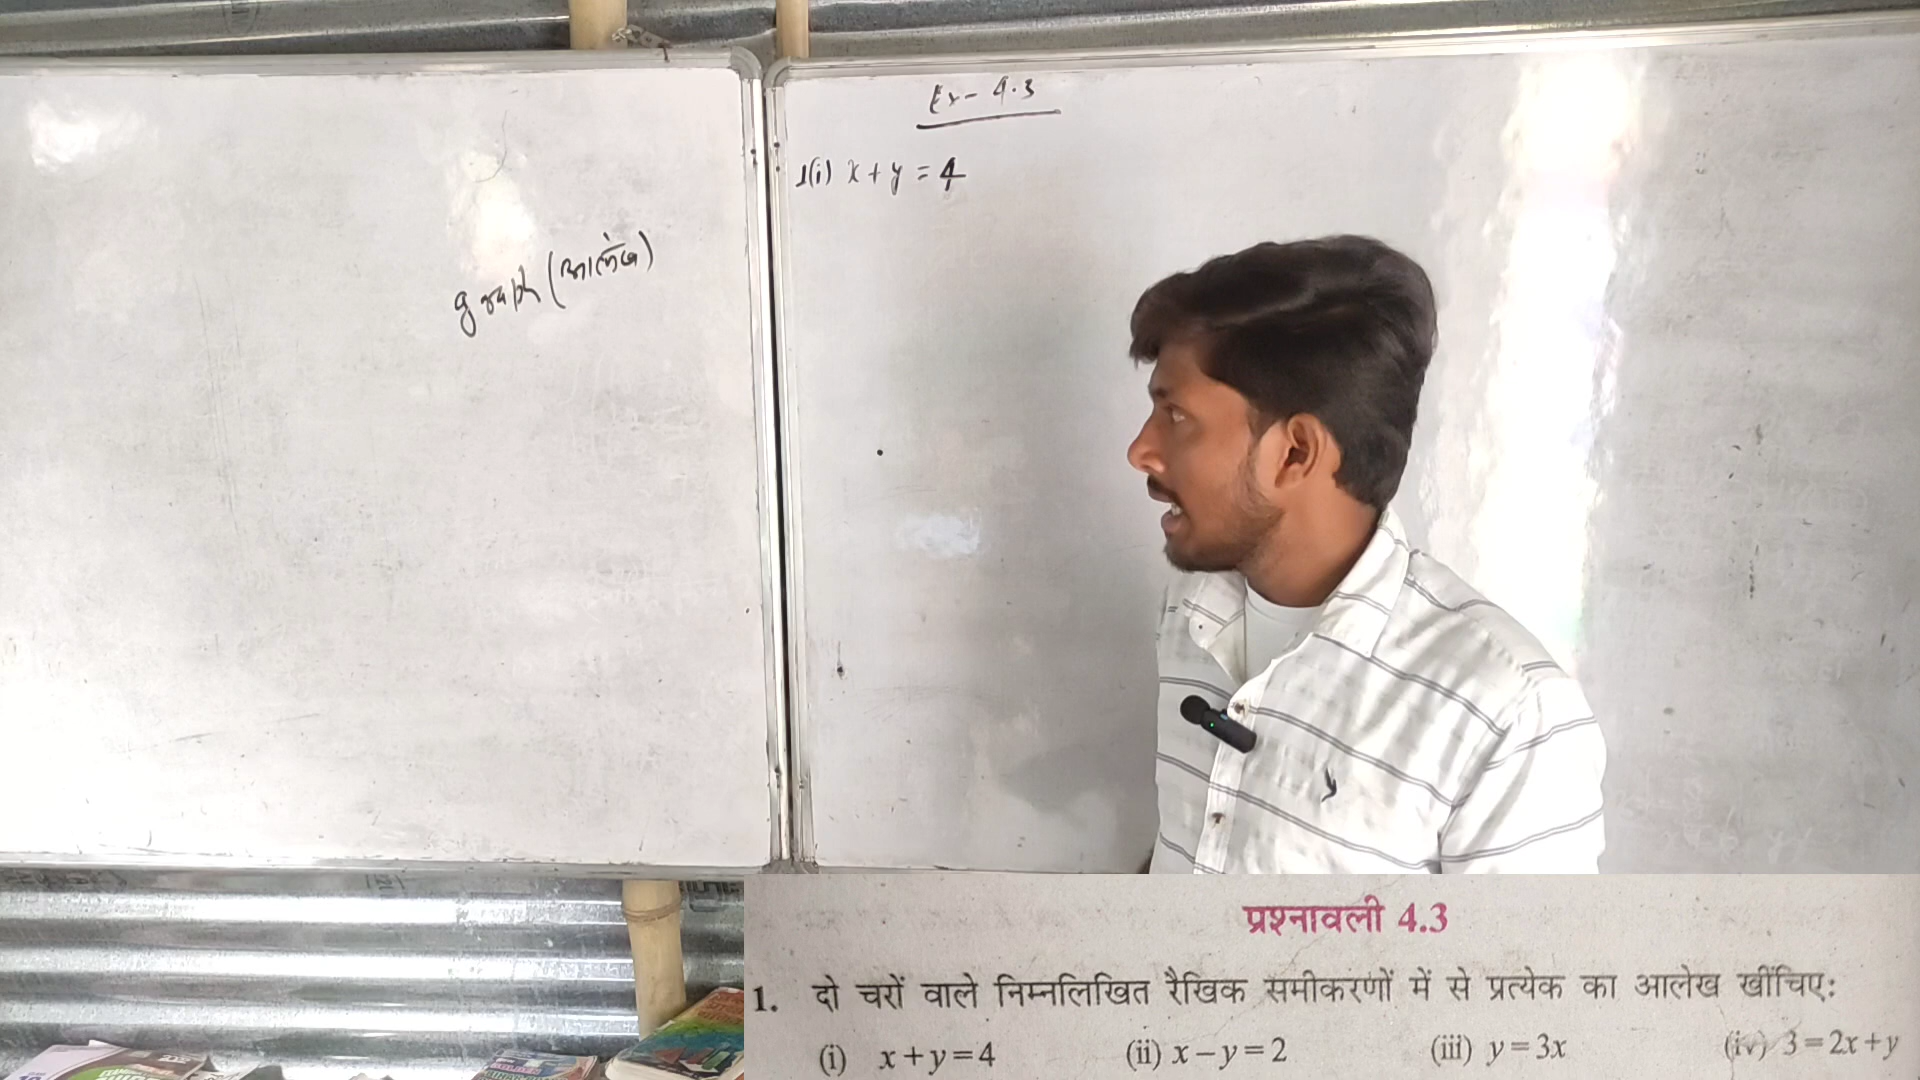 Ex- 4.3
1(i) x + y = 4
graph (आलेख)
प्रश्नावली 4.3
1. दो चरों वाले निम्नलिखित रैखिक समीकरणों में से प्रत्येक का आलेख खींचिए:
(i) x+y=4 (ii) x-y=2 (iii) y=3x (iv) 3=2x+y